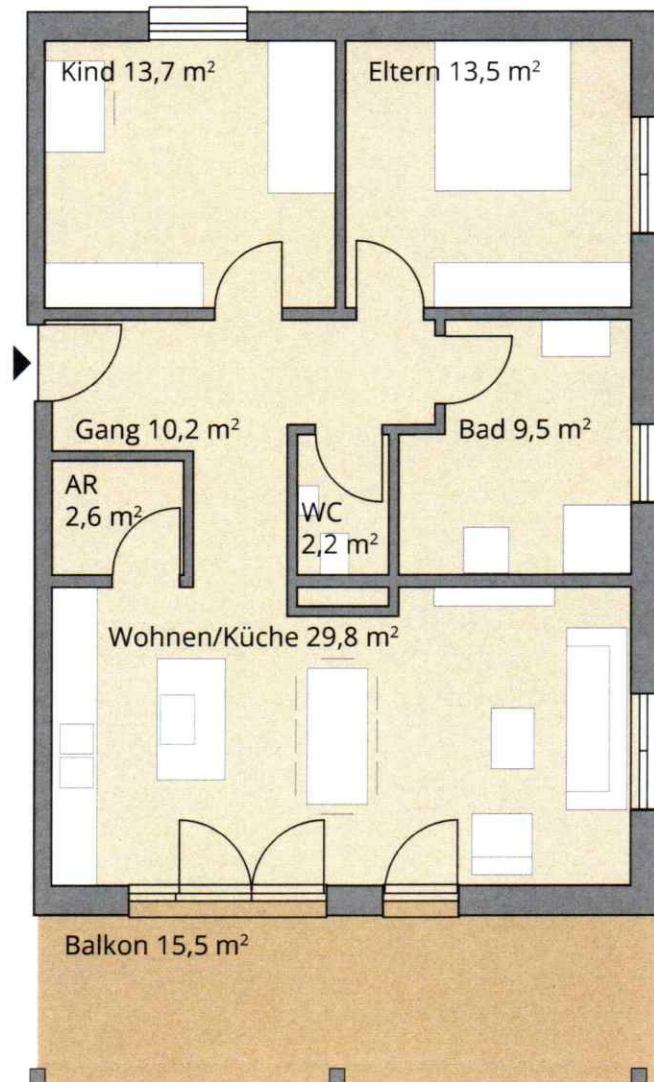 Kind 13,7 m²
Eltern 13,5 m²
Gang 10,2 m²
Bad 9,5 m²
AR
2,6 m²
WC
2,2 m²
Wohnen/Küche 29,8 m²
Balkon 15,5 m²